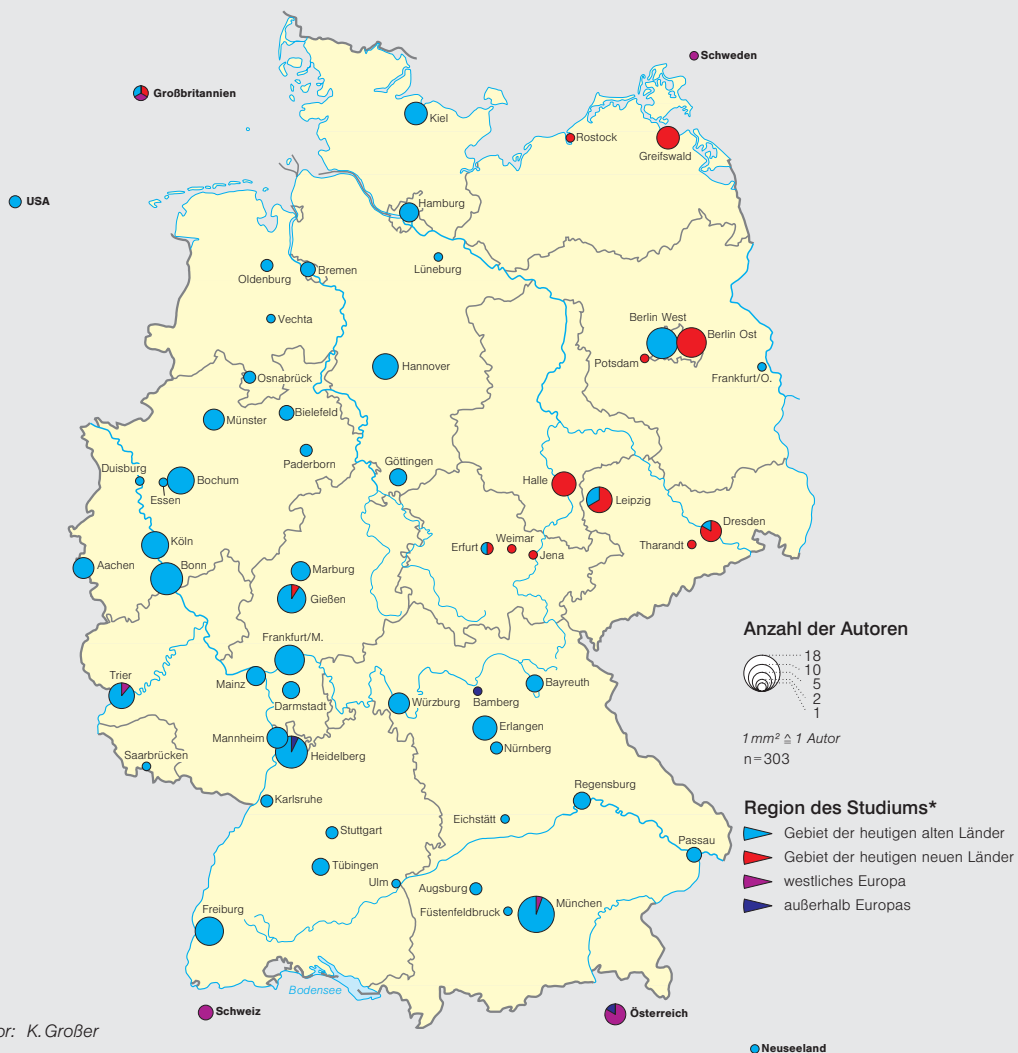 Schweden
Großbritannien
Kiel
Rostock
Greifswald
USA
Hamburg
Lüneburg
Oldenburg
Bremen
Vechta
Berlin West
Berlin Ost
Potsdam
Frankfurt/O.
Hannover
Osnabrück
Münster
Bielefeld
Paderborn
Göttingen
Duisburg
Essen
Bochum
Halle
Leipzig
Dresden
Tharandt
Erfurt
Weimar
Jena
Köln
Aachen
Bonn
Marburg
Gießen
Frankfurt/M.
Trier
Mainz
Darmstadt
Würzburg
Bamberg
Bayreuth
Erlangen
Nürnberg
Mannheim
Heidelberg
Saarbrücken
Karlsruhe
Stuttgart
Eichstätt
Regensburg
Passau
Tübingen
Ulm
Augsburg
Füstenfeldbruck
München
Freiburg
Bodensee
Schweiz
Österreich
Neuseeland
Anzahl der Autoren
18
10
5
2
1
1mm² ≙ 1 Autor
n=303
Region des Studiums*
Gebiet der heutigen alten Länder
Gebiet der heutigen neuen Länder
westliches Europa
außerhalb Europas
or: K. Großer